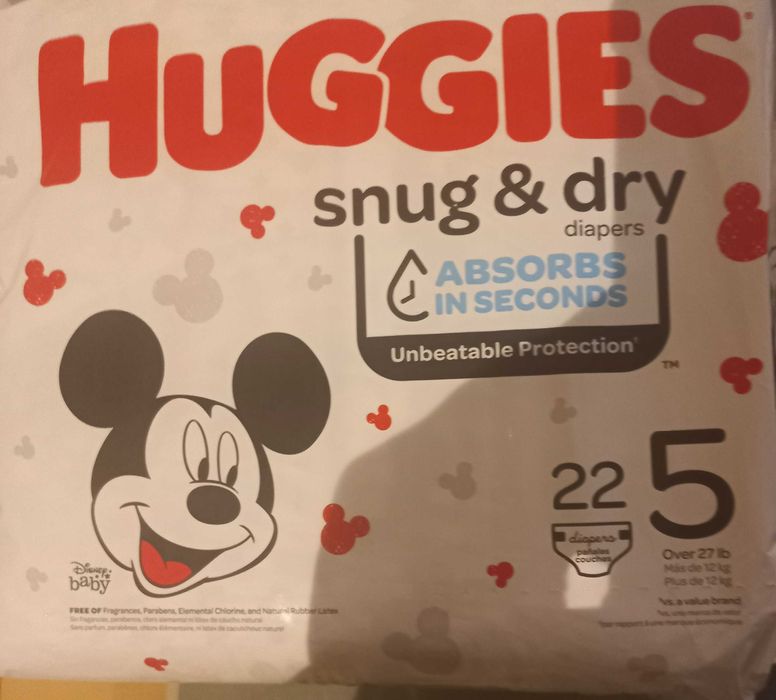 HUGGIES®
snug & dry
diapers
ABSORBS
IN SECONDS
Unbeatable Protection*
TM
22
diapers
pañales
couches
5
Over 27 lb
Más de 12 kg
Plus de 12 kg
*vs. a value brand
Disney
baby
FREE OF Fragrances, Parabens, Elemental Chlorine, and Natural Rubber Latex